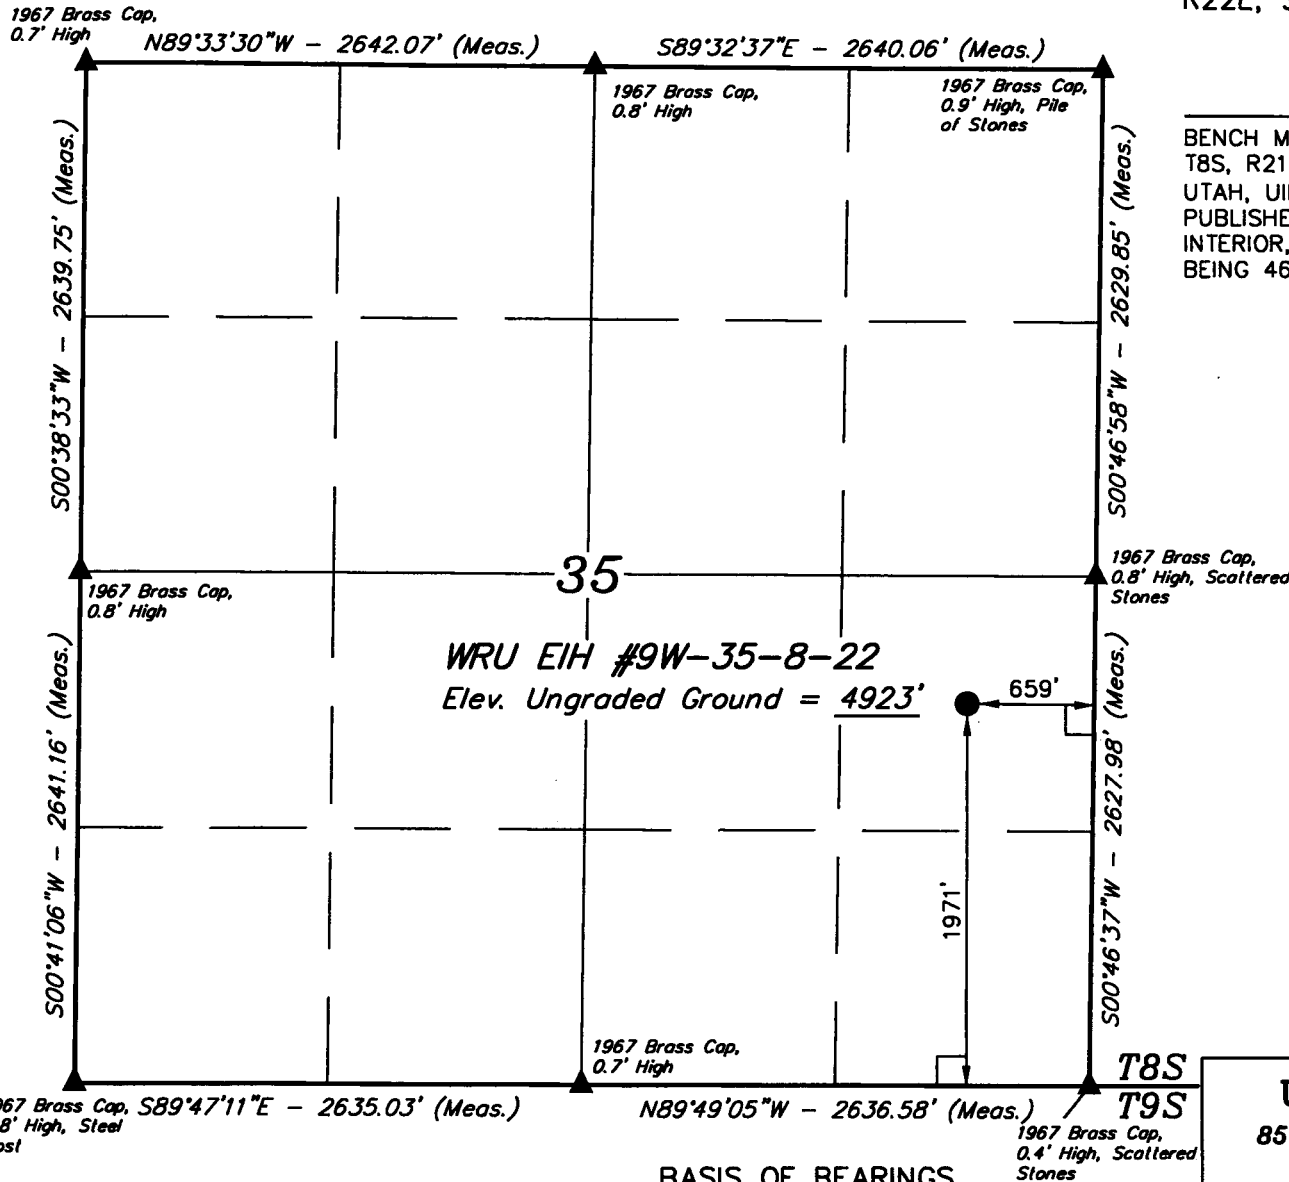 1967 Brass Cap,
0.7' High
N89°33'30"W - 2642.07' (Meas.)
S89°32'37"E - 2640.06' (Meas.)
1967 Brass Cap,
0.8' High
1967 Brass Cap,
0.9' High, Pile
of Stones
BENCH
T8S, R21
UTAH,
INTERIOR,
BEING 46
S00°38'33"W - 2639.75' (Meas.)
S00°46'58"W - 2629.85' (Meas.)
35
1967 Brass Cap,
0.8' High
1967 Brass Cap,
0.8' High, Scattered
Stones
WRU EIH #9W-35-8-22
Elev. Ungraded Ground = 4923'
659'
1971'
S00°41'06"W - 2641.16' (Meas.)
S00°46'37"W - 2627.98' (Meas.)
1967 Brass Cap,
0.7' High
T8S
T9S
967 Brass Cap,
8' High, Steel
ost
S89°47'11"E - 2635.03' (Meas.)
N89°49'05"W - 2636.58' (Meas.)
1967 Brass Cap,
0.4' High, Scattered
Stones
85
BASIS OF BEARINGS